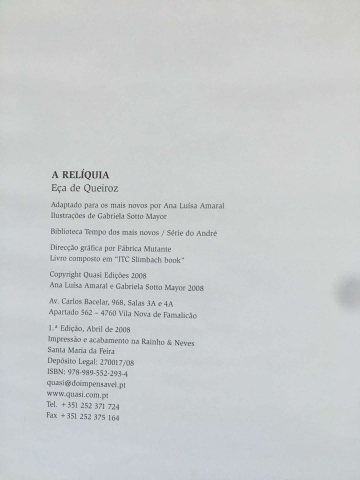 A RELÍQUIA
Eça de Queiroz
Adaptado para os mais novos por Ana Luísa Amaral
Ilustrações de Gabriela Sotto Mayor
Biblioteca Tempo dos mais novos / Série do André
Direcção gráfica por Fábrica Mutante
Livro composto em "ITC Slimbach book"
Copyright Quasi Edições 2008
Ana Luísa Amaral e Gabriela Sotto Mayor 2008
Av. Carlos Bacelar, 968, Salas 3A e 4A
Apartado 562 – 4760 Vila Nova de Famalicão
1.ª Edição, Abril de 2008
Impressão e acabamento na Rainho & Neves
Santa Maria da Feira
Depósito Legal: 270017/08
ISBN: 978-989-552-293-4
quasi@doimpensavel.pt
www.quasi.com.pt
Tel. +351 252 371 724
Fax +351 252 375 164